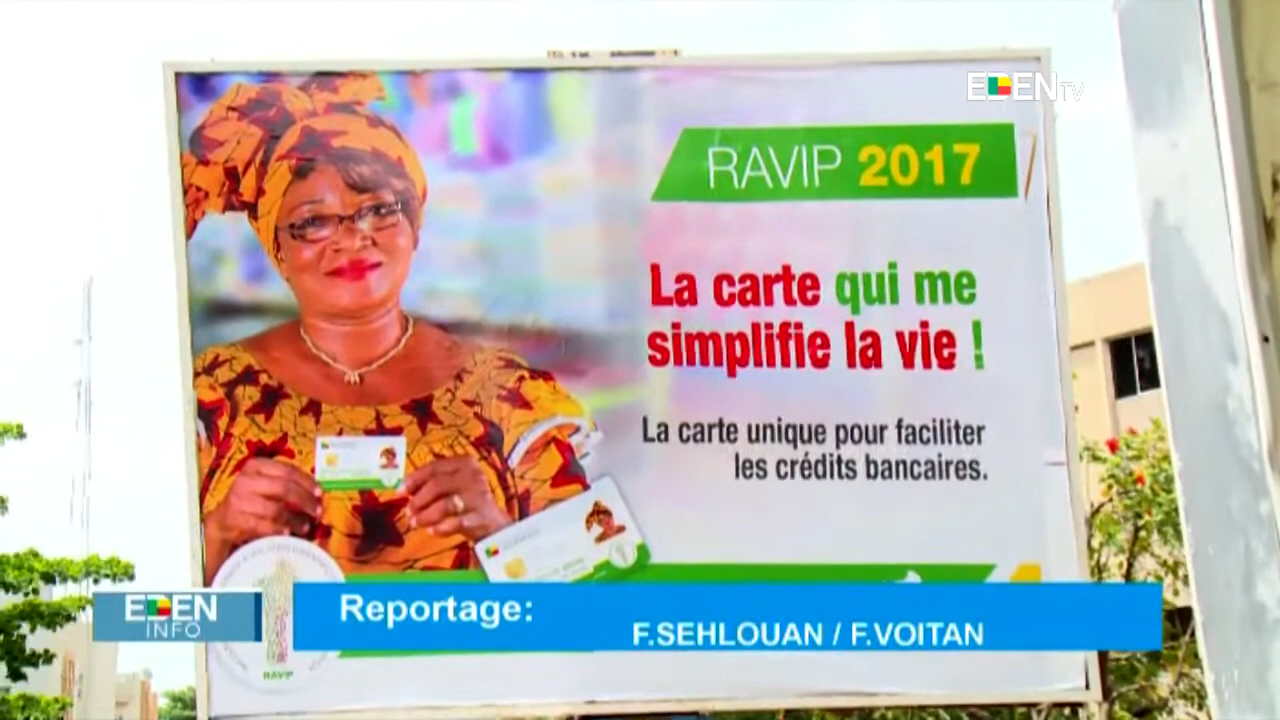 EDEN TV
RAVIP 2017
La carte qui me
simplifie la vie !
La carte unique pour faciliter
les crédits bancaires.
EDEN
INFO
Reportage:
F.SEHLOUAN / F.VOITAN
RAVIP